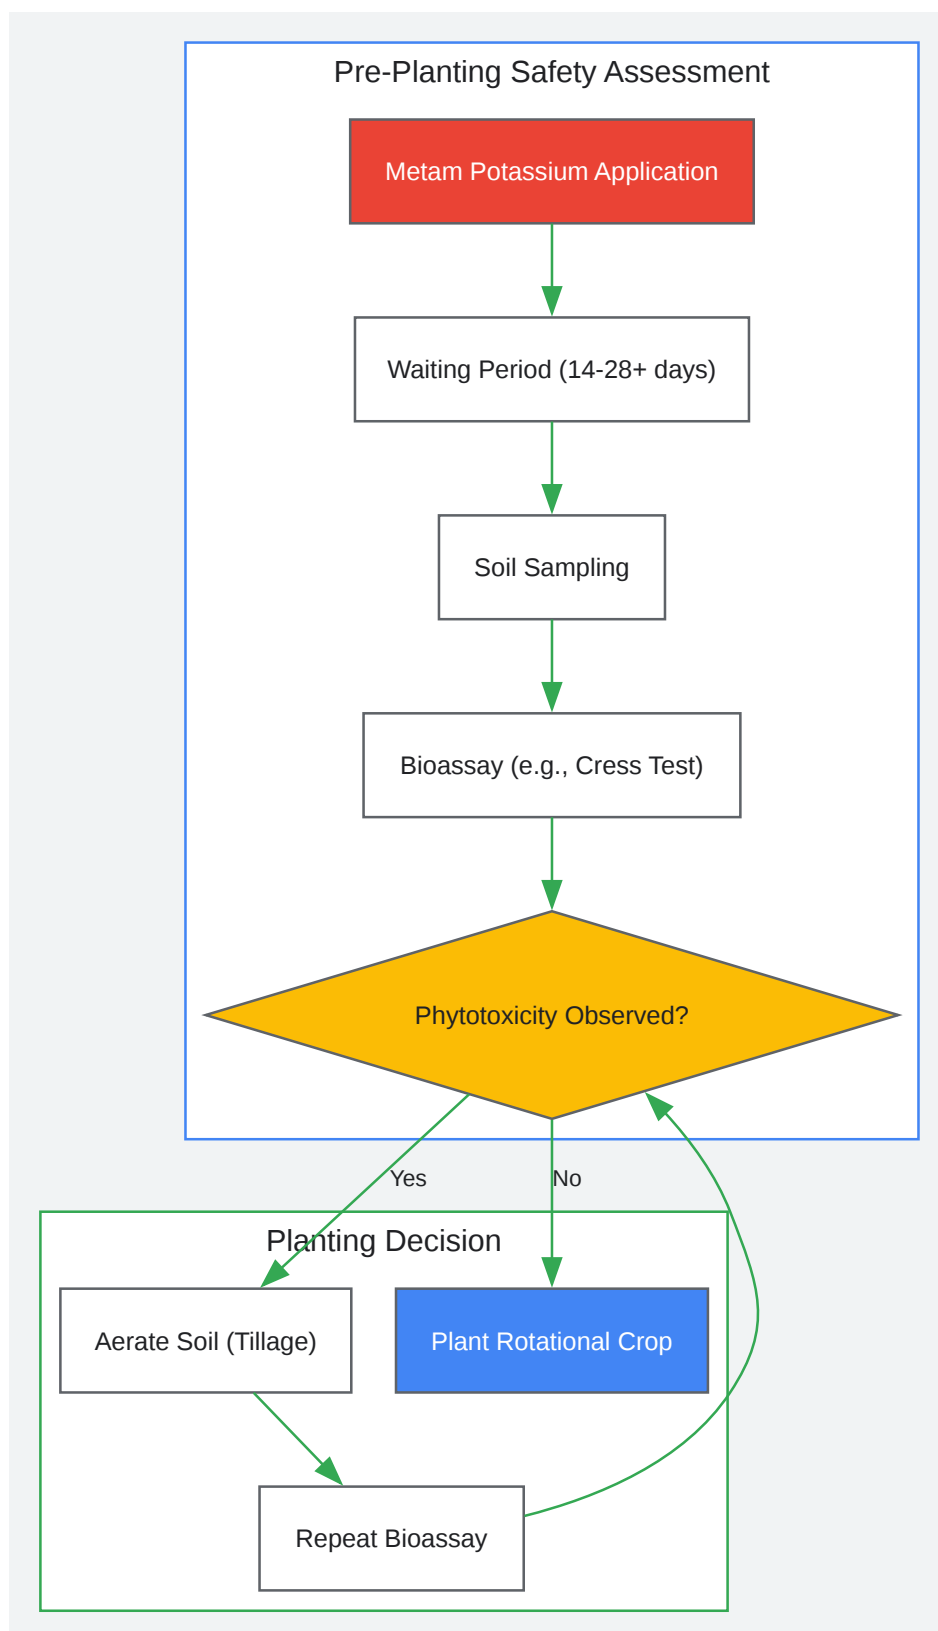 Pre-Planting Safety Assessment
Metam Potassium Application
Waiting Period (14-28+ days)
Soil Sampling
Bioassay (e.g., Cress Test)
Phytotoxicity Observed?
Yes
No
Planting Decision
Aerate Soil (Tillage)
Plant Rotational Crop
Repeat Bioassay